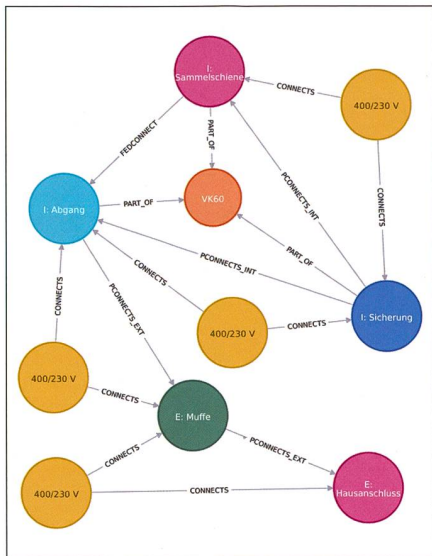 I:
Sammelschiene
CONNECTS
400/230 V
FEDCONNECT
PART_OF
PCONNECTS_INT
CONNECTS
I: Abgang
PART_OF
VK60
PART_OF
PCONNECTS_INT
CONNECTS
CONNECTS
PCONNECTS_EXT
400/230 V
CONNECTS
I: Sicherung
400/230 V
CONNECTS
E: Muffe
CONNECTS
PCONNECTS_EXT
400/230 V
CONNECTS
E:
Hausanschluss